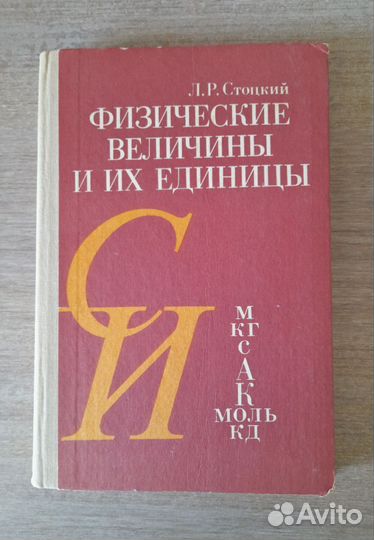 Л.Р. Стоцкий
ФИЗИЧЕСКИЕ
ВЕЛИЧИНЫ
И ИХ ЕДИНИЦЫ
СИ
м
кг
с
А
К
моль
кд
Avito